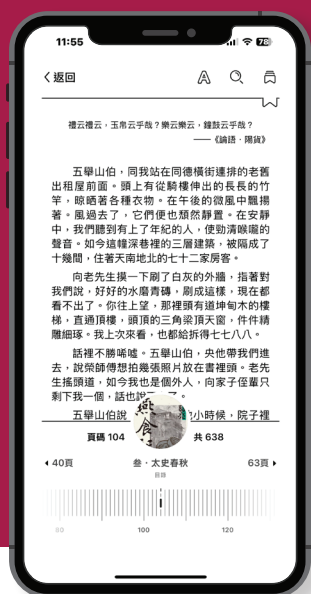 11:55
78
返回
禮云禮云，玉帛云乎哉？樂云樂云，鐘鼓云乎哉？
——《論語‧陽貨》
五舉山伯，同我站在同德橫街連排的老舊
出租屋前面。頭上有從騎樓伸出的長長的竹
竿，晾晒著各種衣物。在午後的微風中飄揚
著。風過去了，它們便也頹然靜置。在安靜
中，我們聽到有上了年紀的人，使勁清喉嚨的
聲音。如今這幢深巷裡的三層建築，被隔成了
十幾間，住著天南地北的七十二家房客。
向老先生摸一下刷了白灰的外牆，指著對
我們說，好好的水磨青磚，刷成這樣，現在都
看不出了。你往上望，那裡頭有道坤甸木的樓
梯，直通頂樓，頭頂的三角梁頂天窗，件件精
雕細琢。我上次來看，也都給拆得七七八八。
話裡不勝唏噓。五舉山伯，央他帶我們進
去，說榮師傅想拍幾張照片放在書裡頭。老先
生搖頭道，如今我也是個外人，向家子侄輩只
剩下我一個，話也說
五舉山伯說
小時候，院子裡
燕食
頁碼 104
共 638
40頁
叁‧太史春秋
63頁
目錄
90
100
120